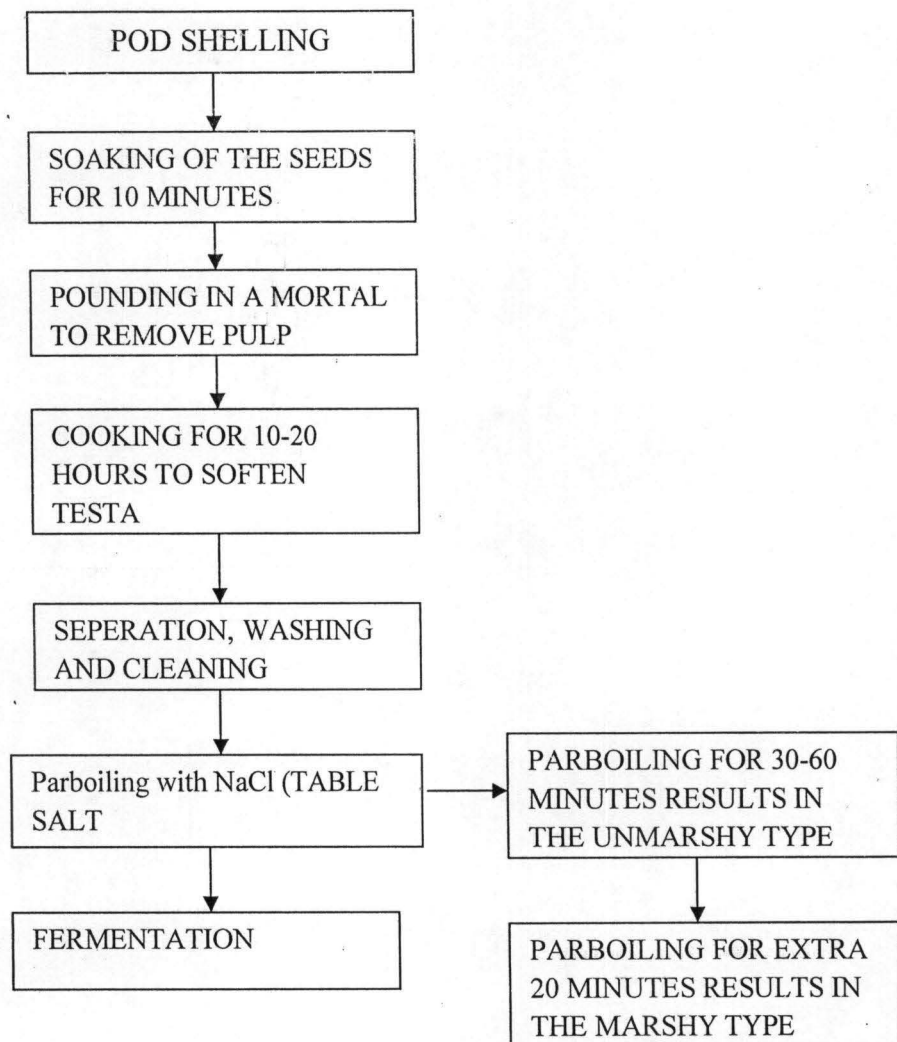 POD SHELLING
SOAKING OF THE SEEDS
FOR 10 MINUTES
POUNDING IN A MORTAL
TO REMOVE PULP
COOKING FOR 10-20
HOURS TO SOFTEN
TESTA
SEPERATION, WASHING
AND CLEANING
Parboiling with NaCl (TABLE
SALT
FERMENTATION
PARBOILING FOR 30-60
MINUTES RESULTS IN
THE UNMARSHY TYPE
PARBOILING FOR EXTRA
20 MINUTES RESULTS IN
THE MARSHY TYPE